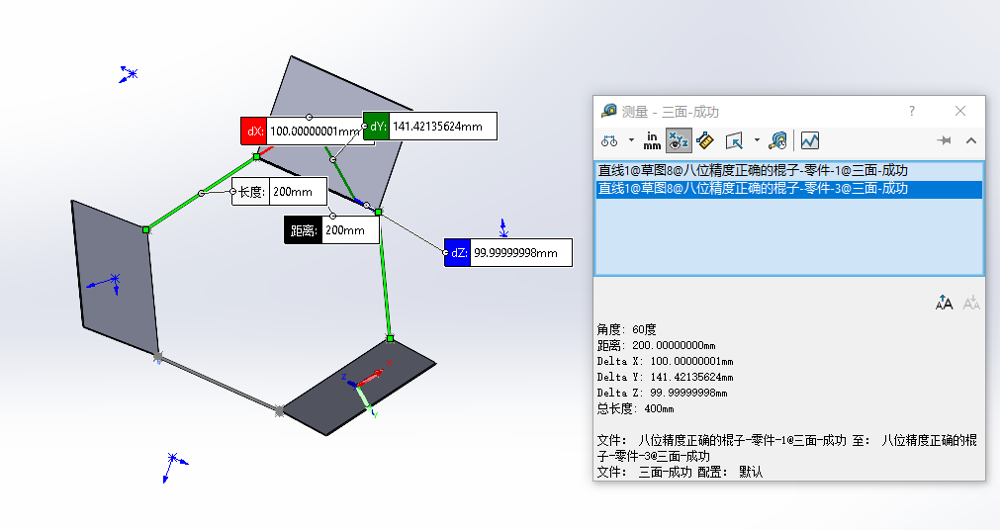 测量 - 三面-成功
?
in
mm
XYZ
直线1@草图8@八位精度正确的棍子-零件-1@三面-成功
直线1@草图8@八位精度正确的棍子-零件-3@三面-成功
AA AA
角度: 60度
距离: 200.00000000mm
Delta X: 100.00000001mm
Delta Y: 141.42135624mm
Delta Z: 99.99999998mm
总长度: 400mm
文件: 八位精度正确的棍子-零件-1@三面-成功 至: 八位精度正确的棍
子-零件-3@三面-成功
文件: 三面-成功 配置: 默认
dX: 100.00000001mm
dY: 141.42135624mm
长度: 200mm
距离: 200mm
dZ: 99.99999998mm
Z
Y